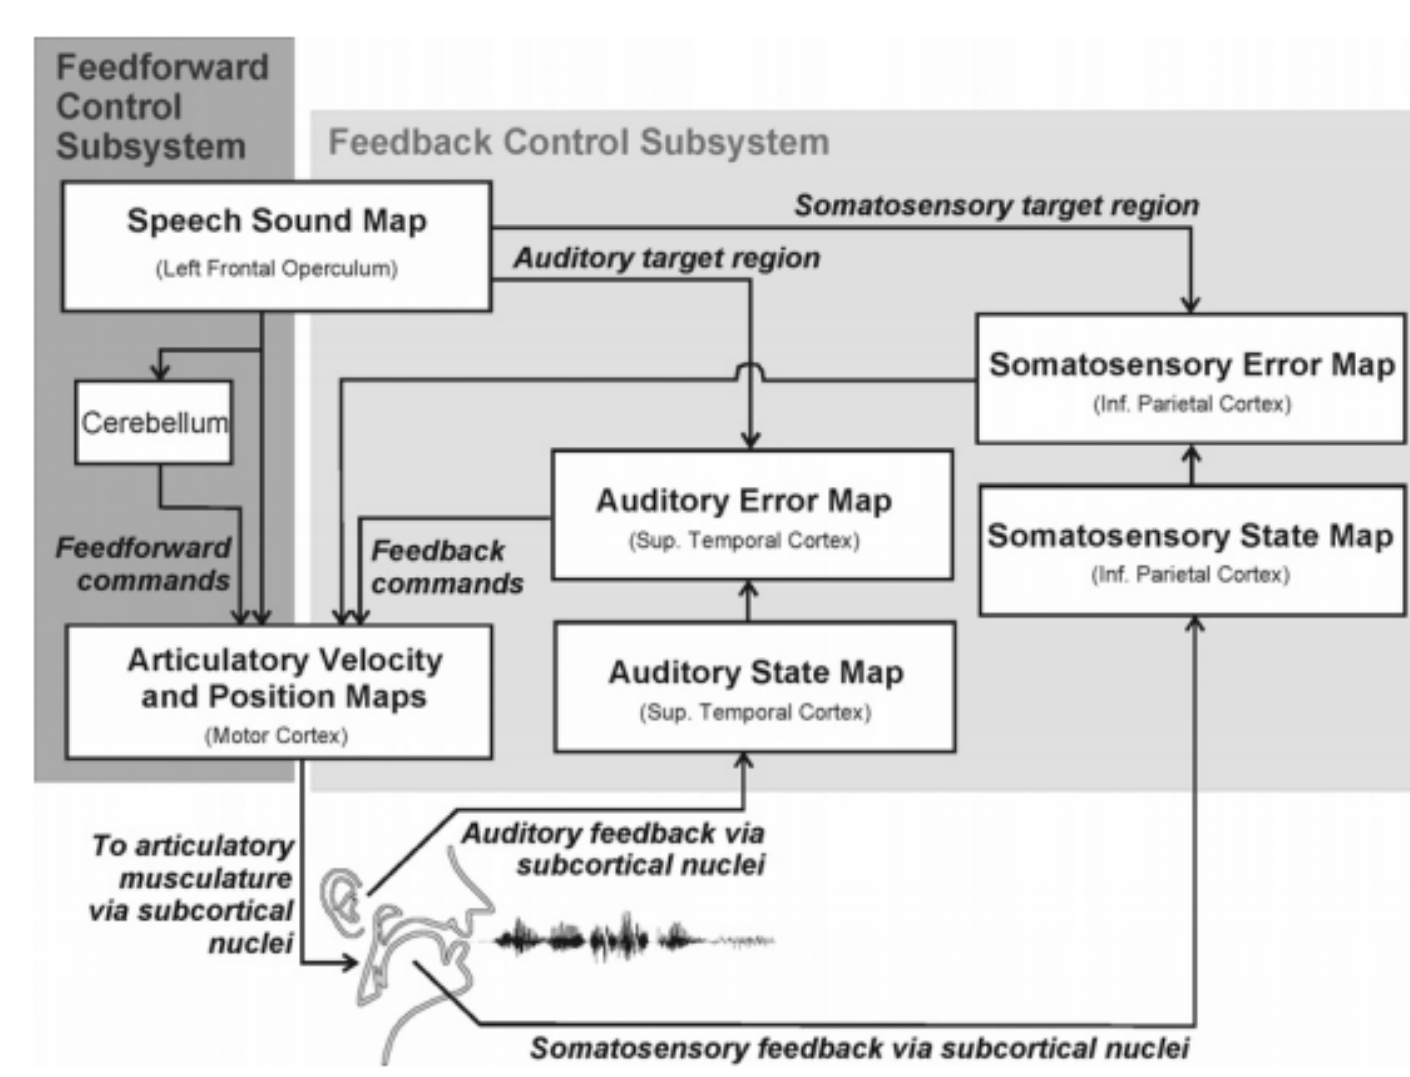 Feedforward
Control
Subsystem
Feedback Control Subsystem
Speech Sound Map
(Left Frontal Operculum)
Somatosensory target region
Auditory target region
Somatosensory Error Map
(Inf. Parietal Cortex)
Cerebellum
Auditory Error Map
(Sup. Temporal Cortex)
Somatosensory State Map
(Inf. Parietal Cortex)
Feedforward
commands
Feedback
commands
Articulatory Velocity
and Position Maps
(Motor Cortex)
Auditory State Map
(Sup. Temporal Cortex)
To articulatory
musculature
via subcortical
nuclei
Auditory feedback via
subcortical nuclei
Somatosensory feedback via subcortical nuclei